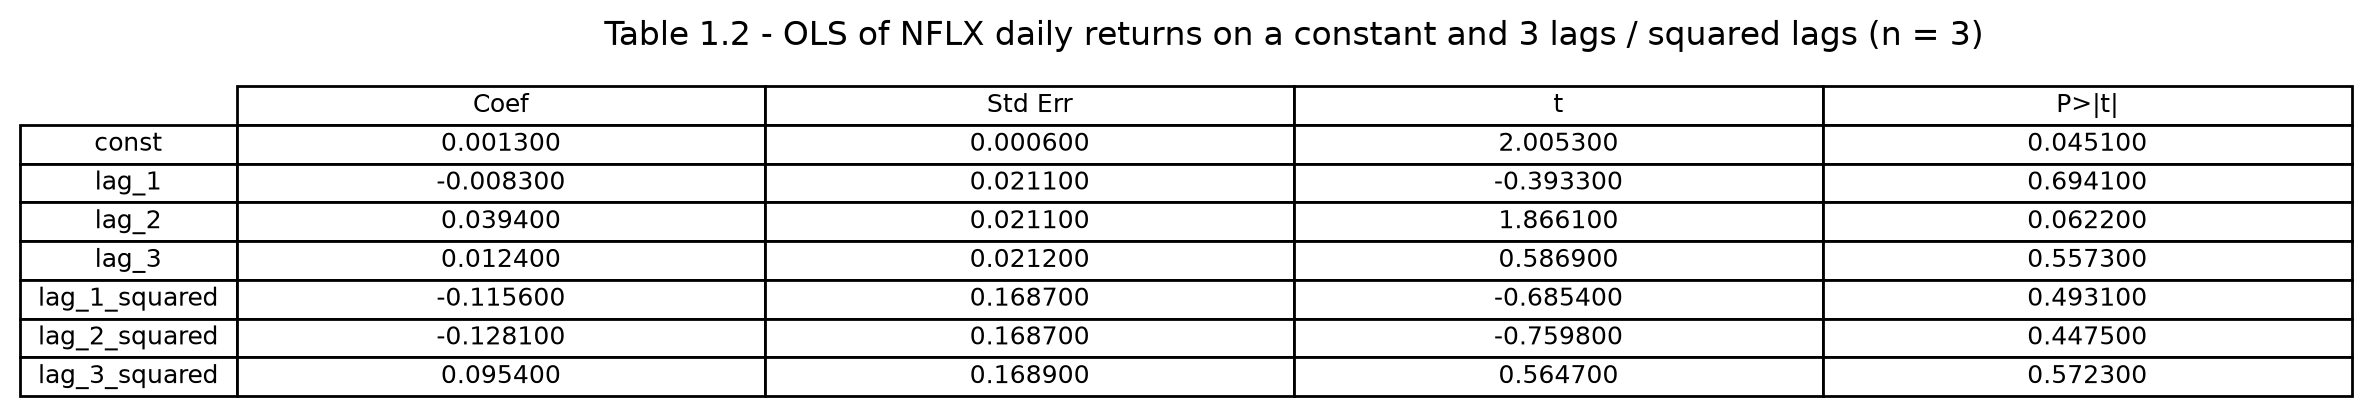 Table 1.2 - OLS of NFLX daily returns on a constant and 3 lags / squared lags (n = 3)
Coef Std Err t P>|t|
const 0.001300 0.000600 2.005300 0.045100
lag_1 -0.008300 0.021100 -0.393300 0.694100
lag_2 0.039400 0.021100 1.866100 0.062200
lag_3 0.012400 0.021200 0.586900 0.557300
lag_1_squared -0.115600 0.168700 -0.685400 0.493100
lag_2_squared -0.128100 0.168700 -0.759800 0.447500
lag_3_squared 0.095400 0.168900 0.564700 0.572300